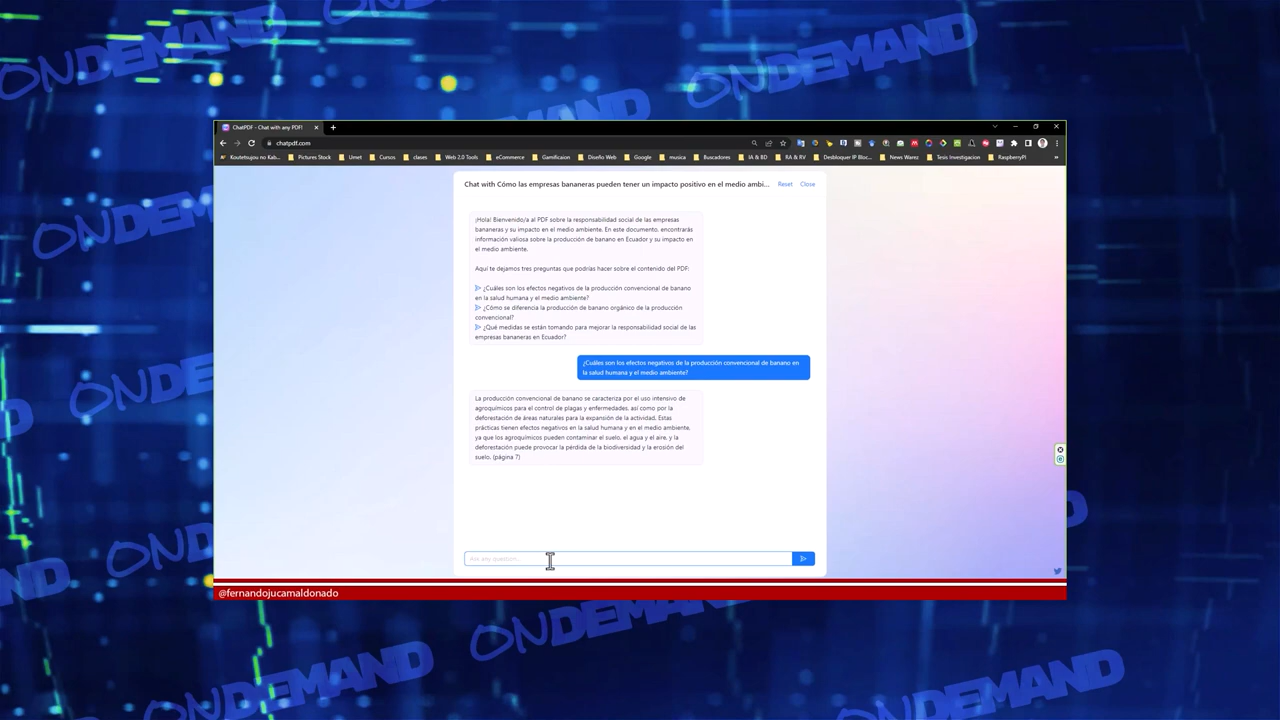 ONDEMAND
ONDEMAND
ONDEMAND
ONDEMAND
ChatPDF - Chat with any PDF!
chatpdf.com
Koutetsujou no Kab...
Pictures Stock
Umet
Cursos
clases
Web 2.0 Tools
eCommerce
Gamificaion
Diseño Web
Google
musica
Buscadores
IA & BD
RA & RV
Desbloquer IP Bloc...
News Warez
Tesis Investigacion
RaspberryPI
Chat with Cómo las empresas bananeras pueden tener un impacto positivo en el medio ambi...
Reset
Close
¡Hola! Bienvenido/a al PDF sobre la responsabilidad social de las empresas
bananeras y su impacto en el medio ambiente. En este documento, encontrarás
información valiosa sobre la producción de banano en Ecuador y su impacto en
el medio ambiente.
Aquí te dejamos tres preguntas que podrías hacer sobre el contenido del PDF:
¿Cuáles son los efectos negativos de la producción convencional de banano
en la salud humana y el medio ambiente?
¿Cómo se diferencia la producción de banano orgánico de la producción
convencional?
¿Qué medidas se están tomando para mejorar la responsabilidad social de las
empresas bananeras en Ecuador?
¿Cuáles son los efectos negativos de la producción convencional de banano en
la salud humana y el medio ambiente?
La producción convencional de banano se caracteriza por el uso intensivo de
agroquímicos para el control de plagas y enfermedades, así como por la
deforestación de áreas naturales para la expansión de la actividad. Estas
prácticas tienen efectos negativos en la salud humana y en el medio ambiente,
ya que los agroquímicos pueden contaminar el suelo, el agua y el aire, y la
deforestación puede provocar la pérdida de la biodiversidad y la erosión del
suelo. (página 7)
Ask any question...
@fernandojucamaldonado
ONDEMAND
ONDEMAND
ONDEMAND